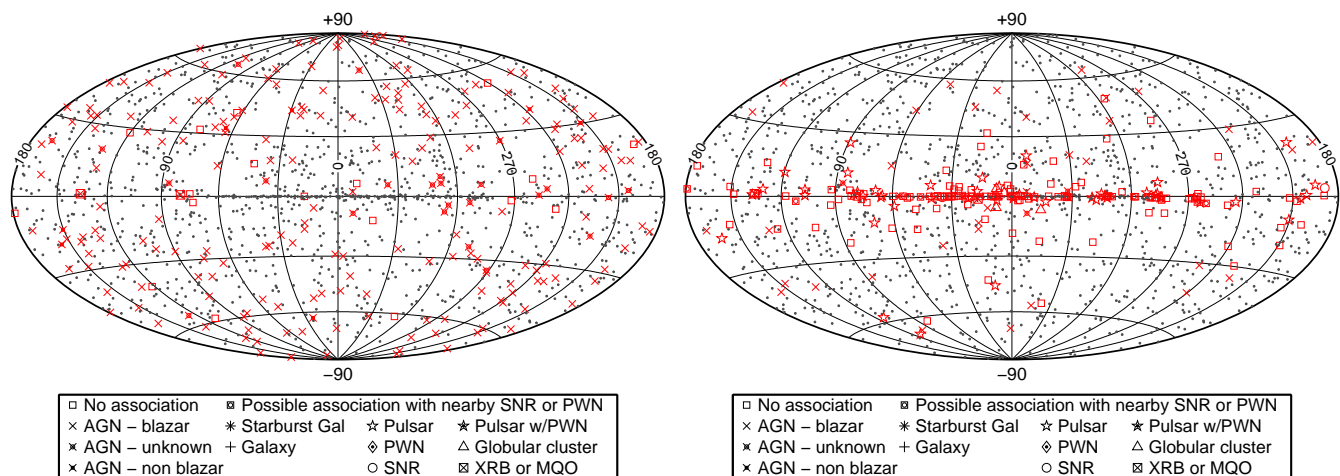 +90
180
90
0
270
180
−90
□ No association ⊠ Possible association with nearby SNR or PWN
× AGN − blazar ✳ Starburst Gal ☆ Pulsar ★ Pulsar w/PWN
AGN − unknown + Galaxy ◇ PWN △ Globular cluster
AGN − non blazar ○ SNR ⊠ XRB or MQO
+90
180
90
0
270
180
−90
□ No association ⊠ Possible association with nearby SNR or PWN
× AGN − blazar ✳ Starburst Gal ☆ Pulsar ★ Pulsar w/PWN
AGN − unknown + Galaxy ◇ PWN △ Globular cluster
AGN − non blazar ○ SNR ⊠ XRB or MQO